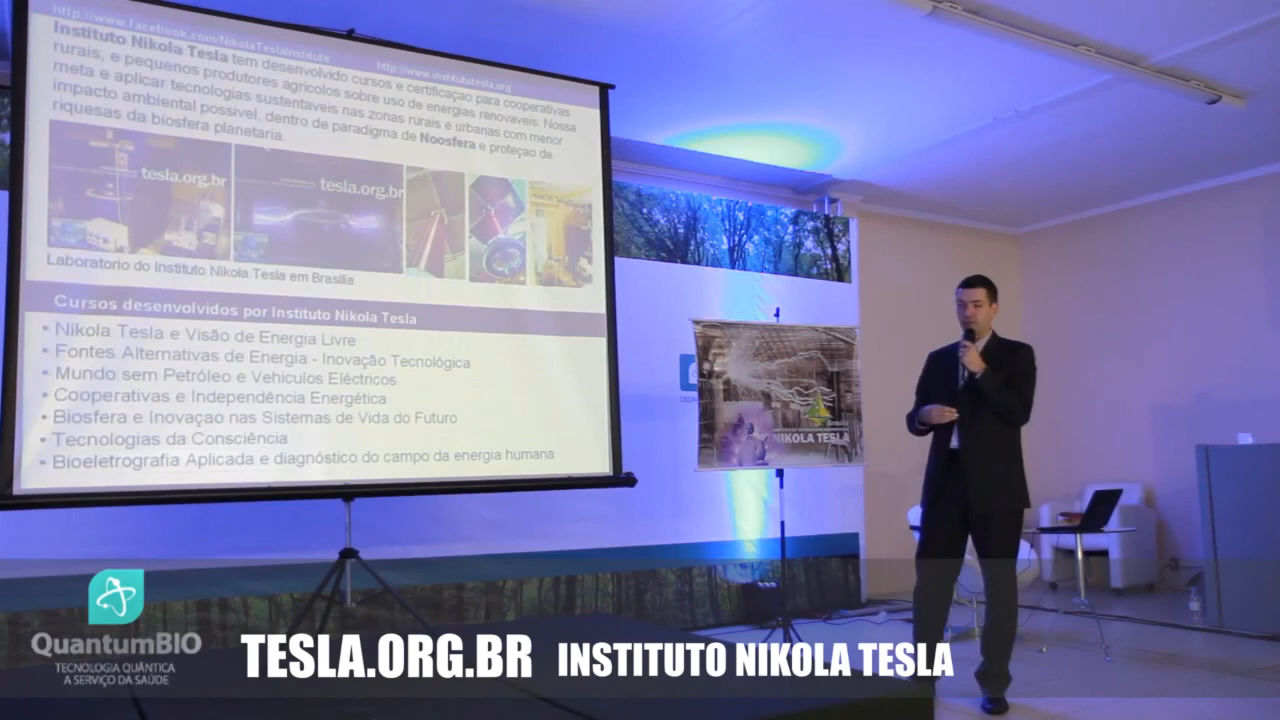 http://www.facebook.com/NikolaTeslaInstitute
http://www.institutotesla.org
Instituto Nikola Tesla tem desenvolvido cursos e certificaçao para cooperativas
rurais, e pequenos produtores agricolos sobre uso de energias renovaveis. Nossa
meta e aplicar tecnologias sustentaveis nas zonas rurais e urbanas com menor
impacto ambiental possivel, dentro de paradigma de Noosfera e proteçao de
riquesas da biosfera planetaria.
tesla.org.br
tesla.org.br
Laboratorio do Instituto Nikola Tesla em Brasilia
Cursos desenvolvidos por Instituto Nikola Tesla
• Nikola Tesla e Visão de Energia Livre
• Fontes Alternativas de Energia - Inovação Tecnológica
• Mundo sem Petróleo e Vehiculos Eléctricos
• Cooperativas e Independência Energética
• Biosfera e Inovaçao nas Sistemas de Vida do Futuro
• Tecnologias da Consciência
• Bioeletrografia Aplicada e diagnóstico do campo da energia humana
NIKOLA TESLA
QuantumBIO
TECNOLOGIA QUÂNTICA
A SERVIÇO DA SAÚDE
TESLA.ORG.BR INSTITUTO NIKOLA TESLA